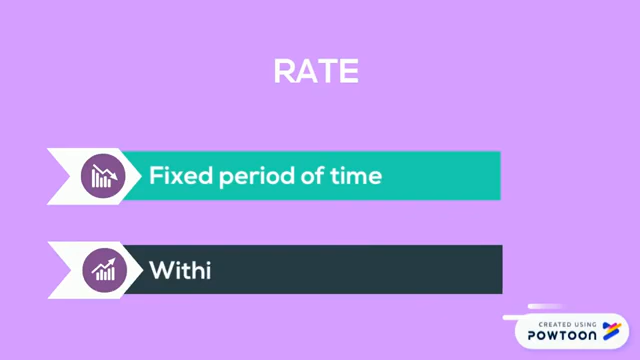 RATE
Fixed period of time
Withi
CREATED USING
POWTOON